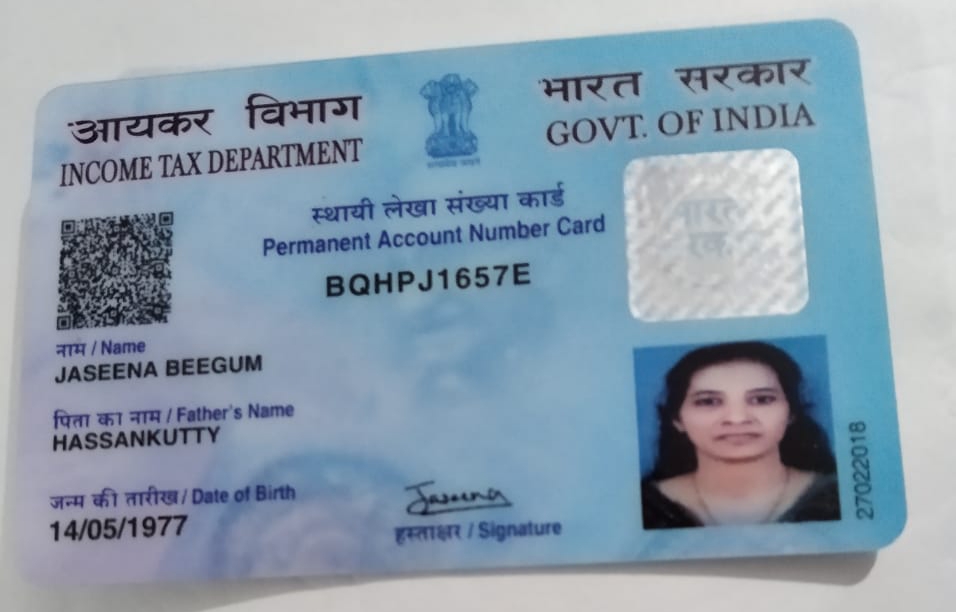 आयकर विभाग
INCOME TAX DEPARTMENT
भारत सरकार
GOVT. OF INDIA
स्थायी लेखा संख्या कार्ड
Permanent Account Number Card
BQHPJ1657E
नाम / Name
JASEENA BEEGUM
पिता का नाम / Father's Name
HASSANKUTTY
जन्म की तारीख / Date of Birth
14/05/1977
Jaseena
हस्ताक्षर / Signature
27022018